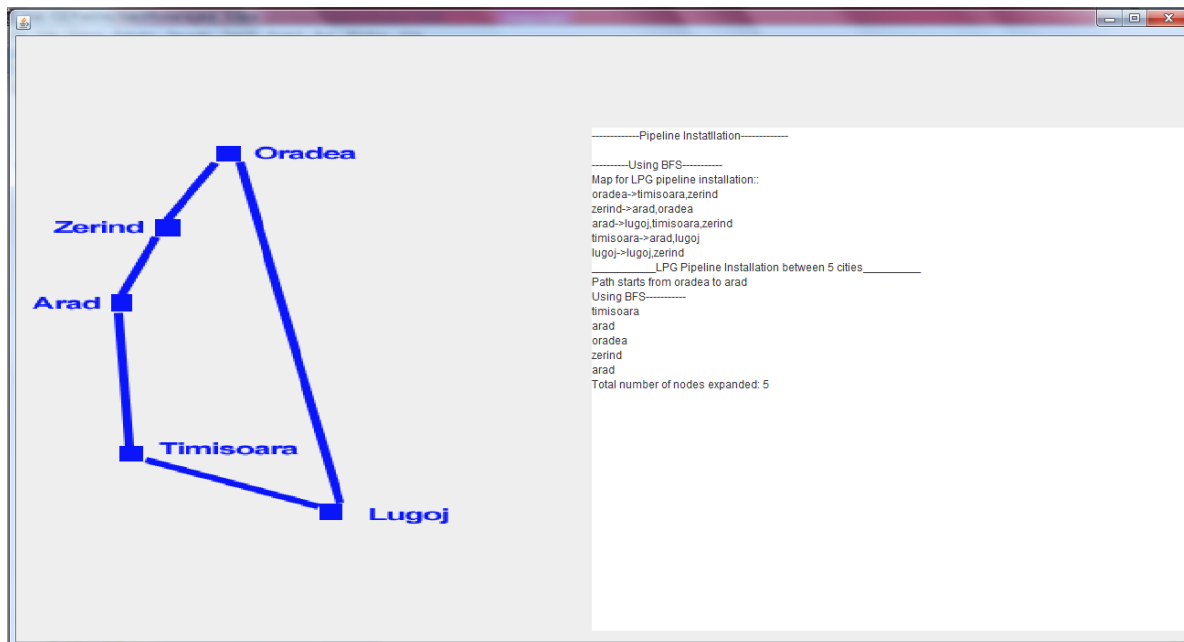 Oradea
Zerind
Arad
Timisoara
Lugoj
-------------Pipeline Instatllation-------------
----------Using BFS-----------
Map for LPG pipeline installation::
oradea->timisoara,zerind
zerind->arad,oradea
arad->lugoj,timisoara,zerind
timisoara->arad,lugoj
lugoj->lugoj,zerind
___________LPG Pipeline Installation between 5 cities__________
Path starts from oradea to arad
Using BFS-----------
timisoara
arad
oradea
zerind
arad
Total number of nodes expanded: 5